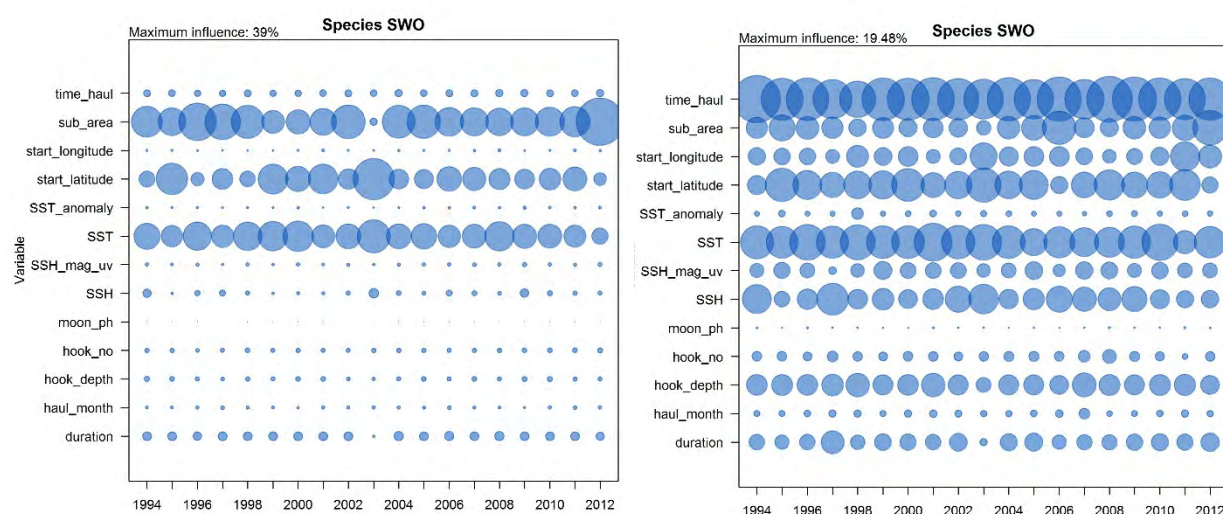 Species SWO
Maximum influence: 39%
time_haul
sub_area
start_longitude
start_latitude
SST_anomaly
SST
SSH_mag_uv
SSH
moon_ph
hook_no
hook_depth
haul_month
duration
Variable
1994 1996 1998 2000 2002 2004 2006 2008 2010 2012
Species SWO
Maximum influence: 19.48%
time_haul
sub_area
start_longitude
start_latitude
SST_anomaly
SST
SSH_mag_uv
SSH
moon_ph
hook_no
hook_depth
haul_month
duration
1994 1996 1998 2000 2002 2004 2006 2008 2010 2012